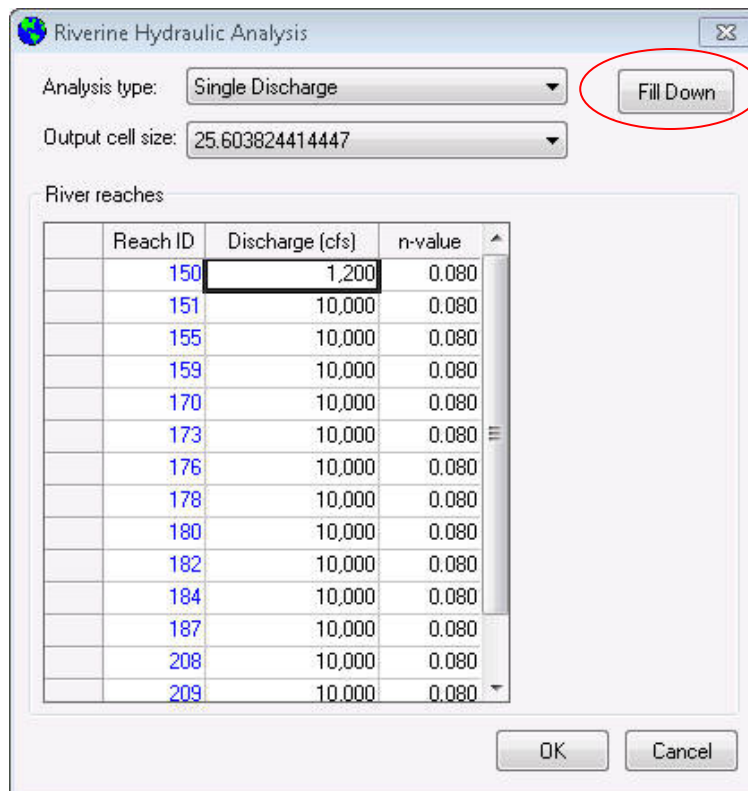 Riverine Hydraulic Analysis
Analysis type: Single Discharge Fill Down
Output cell size: 25.603824414447
River reaches
Reach ID Discharge (cfs) n-value
150 1,200 0.080
151 10,000 0.080
155 10,000 0.080
159 10,000 0.080
170 10,000 0.080
173 10,000 0.080
176 10,000 0.080
178 10,000 0.080
180 10,000 0.080
182 10,000 0.080
184 10,000 0.080
187 10,000 0.080
208 10,000 0.080
209 10,000 0.080
OK Cancel